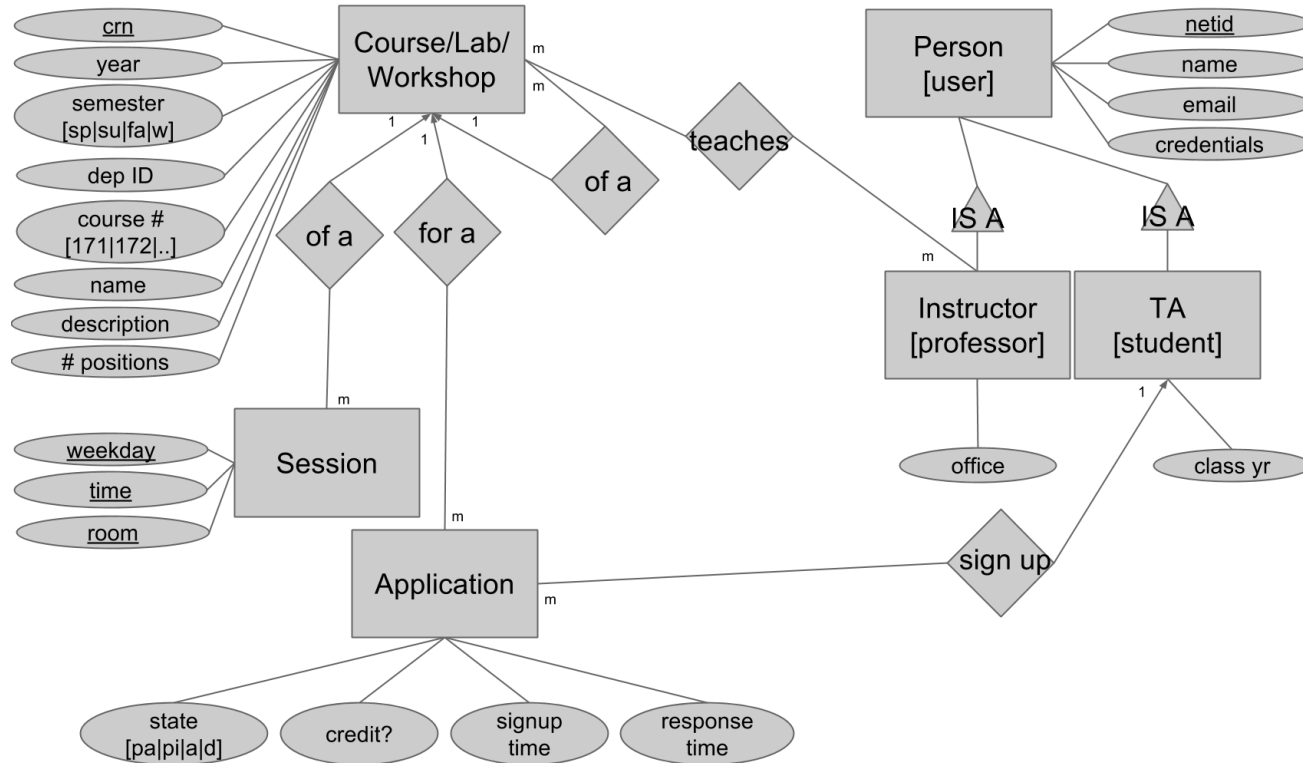 crn
year
semester
[sp|su|fa|w]
dep ID
course #
[171|172|..]
name
description
# positions
Course/Lab/
Workshop
m
m
1
1
1
of a
for a
of a
teaches
m
Person
[user]
netid
name
email
credentials
IS A
IS A
Instructor
[professor]
TA
[student]
1
office
class yr
m
weekday
time
room
Session
m
Application
m
sign up
state
[pa|pi|a|d]
credit?
signup
time
response
time